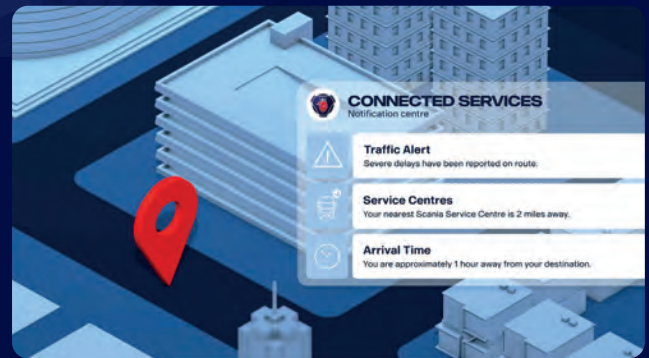 CONNECTED SERVICES
Notification centre
Traffic Alert
Severe delays have been reported on route.
Service Centres
Your nearest Scania Service Centre is 2 miles away.
Arrival Time
You are approximately 1 hour away from your destination.